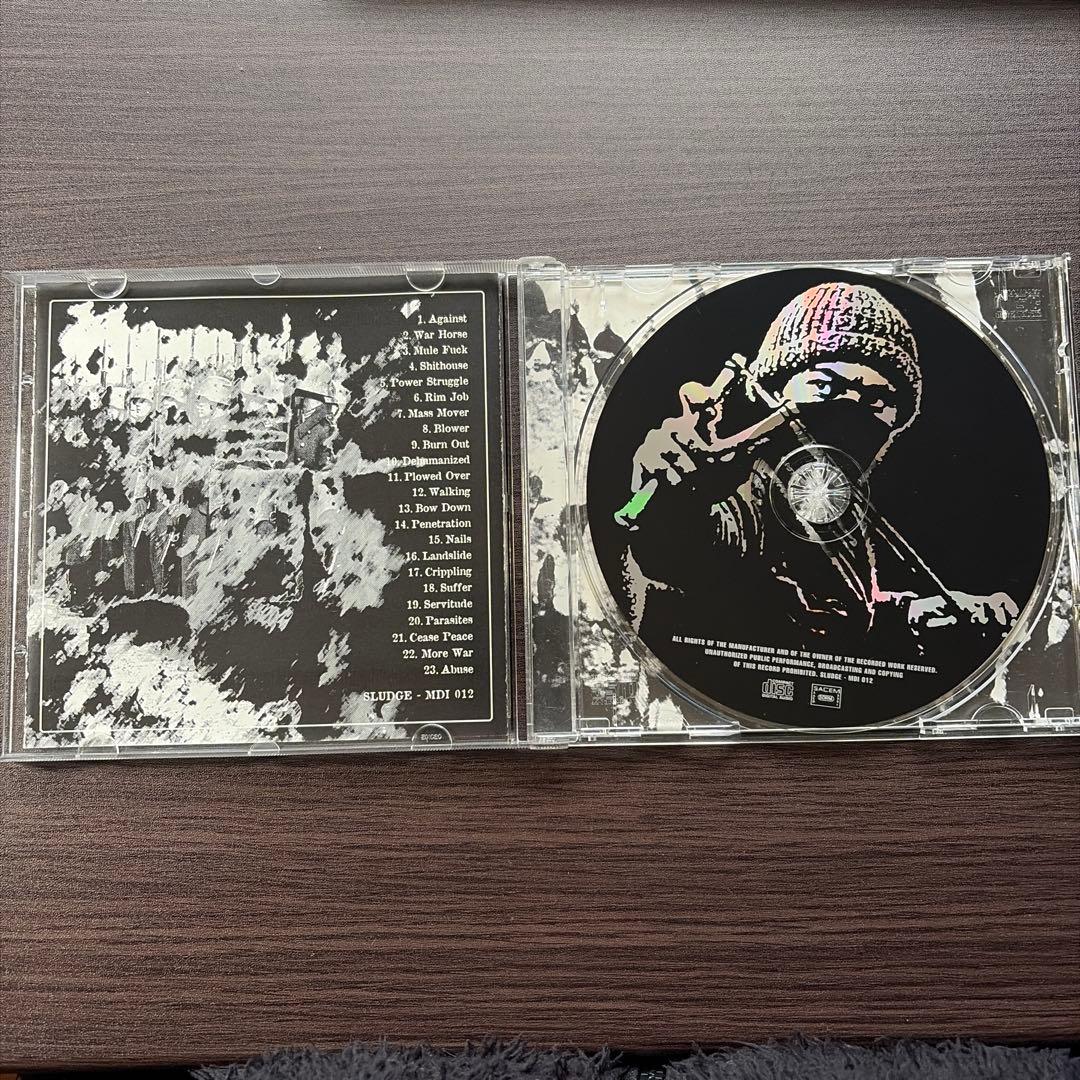 1. Against
2. War Horse
3. Mule Fuck
4. Shithouse
5. Power Struggle
6. Rim Job
7. Mass Mover
8. Blower
9. Burn Out
10. Dehumanized
11. Plowed Over
12. Walking
13. Bow Down
14. Penetration
15. Nails
16. Landslide
17. Crippling
18. Suffer
19. Servitude
20. Parasites
21. Cease Peace
22. More War
23. Abuse
SLUDGE - MDI 012
ALL RIGHTS OF THE MANUFACTURER AND OF THE OWNER OF THE RECORDED WORK RESERVED.
UNAUTHORIZED PUBLIC PERFORMANCE, BROADCASTING AND COPYING
OF THIS RECORD PROHIBITED. SLUDGE - MDI 012
COMPACT
disc
DIGITAL AUDIO
SACEM